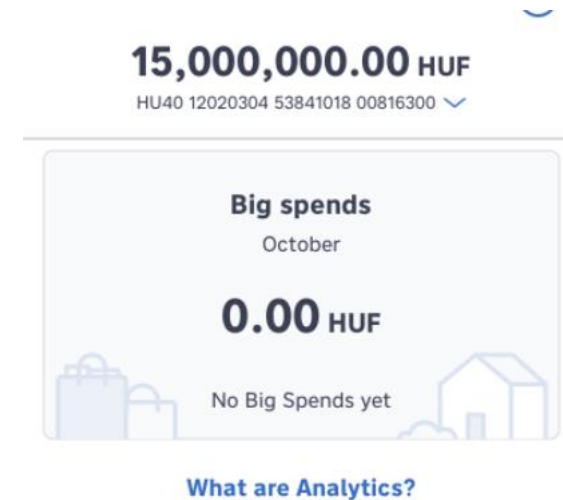 15,000,000.00 HUF
HU40 12020304 53841018 00816300
Big spends
October
0.00 HUF
No Big Spends yet
What are Analytics?